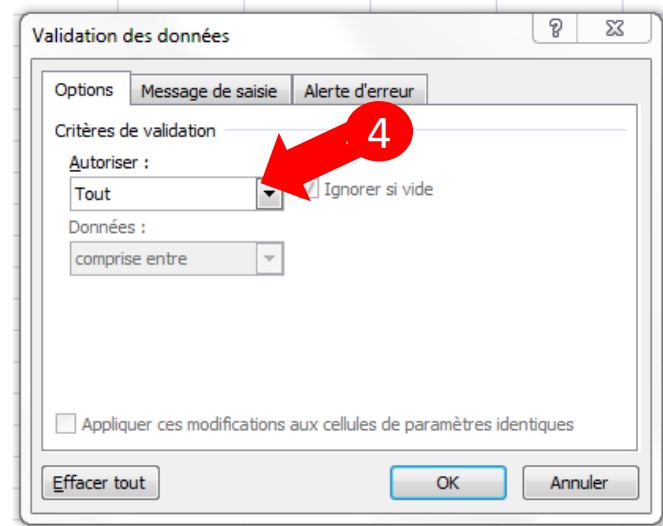 Validation des données
Options Message de saisie Alerte d'erreur
4
Critères de validation
Autoriser :
Tout Ignorer si vide
Données :
comprise entre
Appliquer ces modifications aux cellules de paramètres identiques
Effacer tout OK Annuler